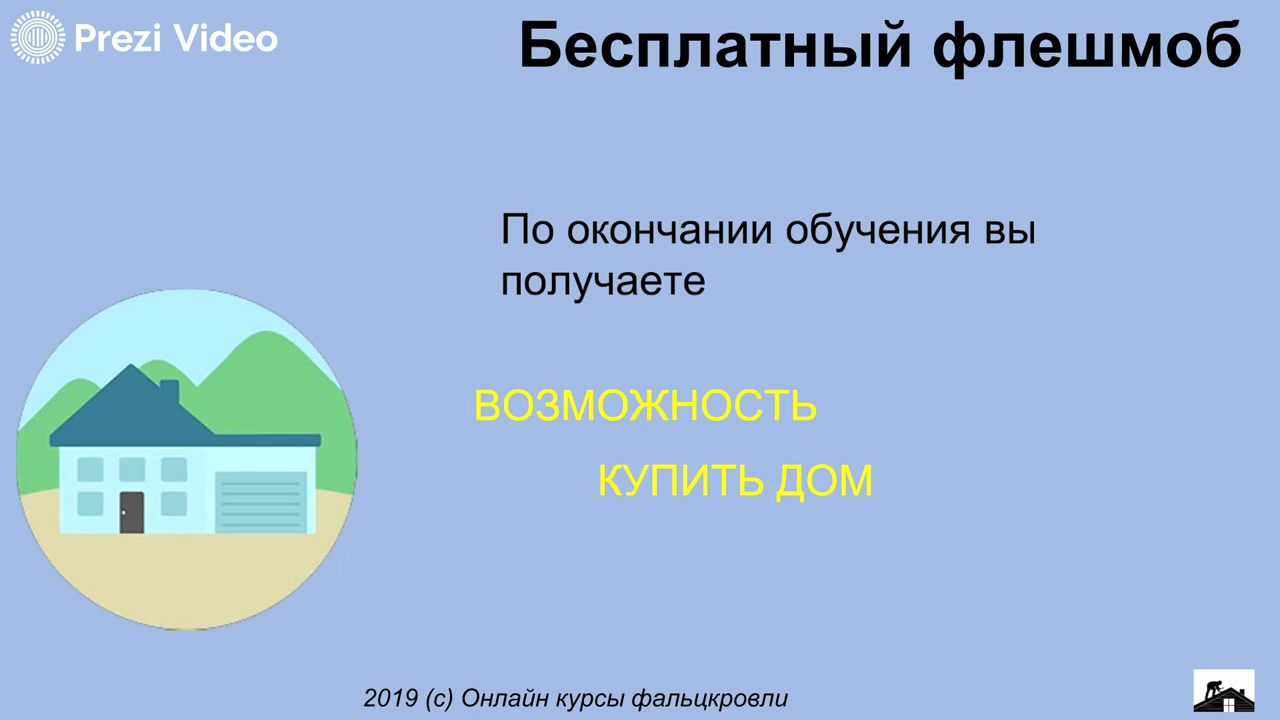 Prezi Video
Бесплатный флешмоб
По окончании обучения вы
получаете
ВОЗМОЖНОСТЬ
КУПИТЬ ДОМ
2019 (с) Онлайн курсы фальцкровли